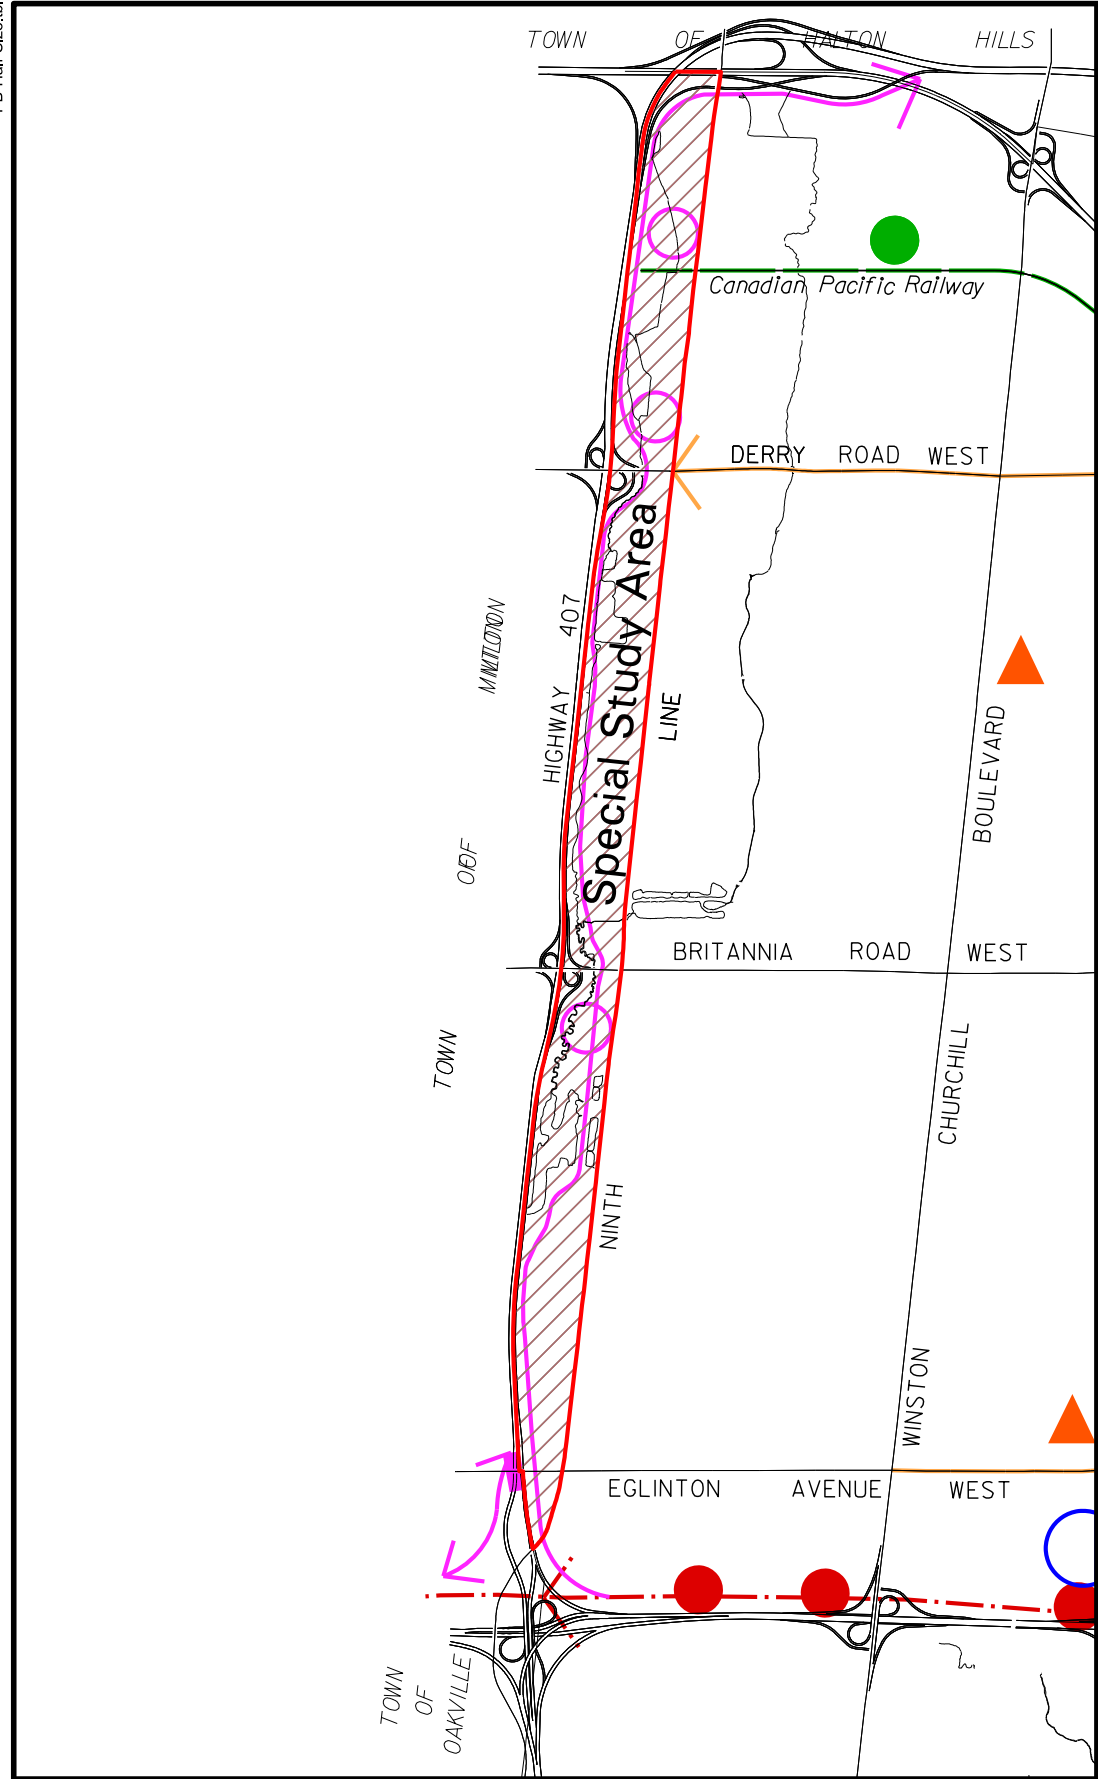 TOWN OF HALTON HILLS
Canadian Pacific Railway
DERRY ROAD WEST
HIGHWAY 407
Special Study Area
NINTH LINE
TOWN
BRITANNIA ROAD WEST
WINSTON CHURCHILL BOULEVARD
EGLINTON AVENUE WEST
TOWN
OF
OAKVILLE